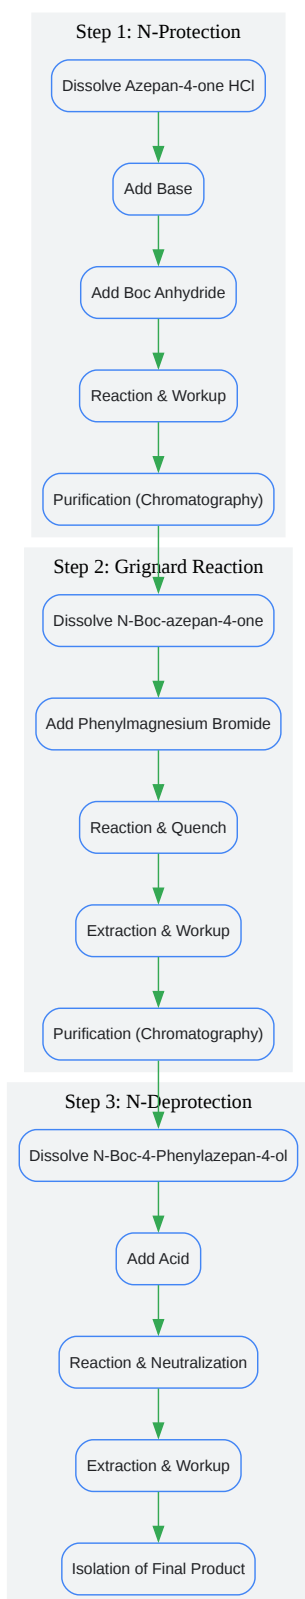 Step 1: N-Protection
Dissolve Azepan-4-one HCl
Add Base
Add Boc Anhydride
Reaction & Workup
Purification (Chromatography)
Step 2: Grignard Reaction
Dissolve N-Boc-azepan-4-one
Add Phenylmagnesium Bromide
Reaction & Quench
Extraction & Workup
Purification (Chromatography)
Step 3: N-Deprotection
Dissolve N-Boc-4-Phenylazepan-4-ol
Add Acid
Reaction & Neutralization
Extraction & Workup
Isolation of Final Product